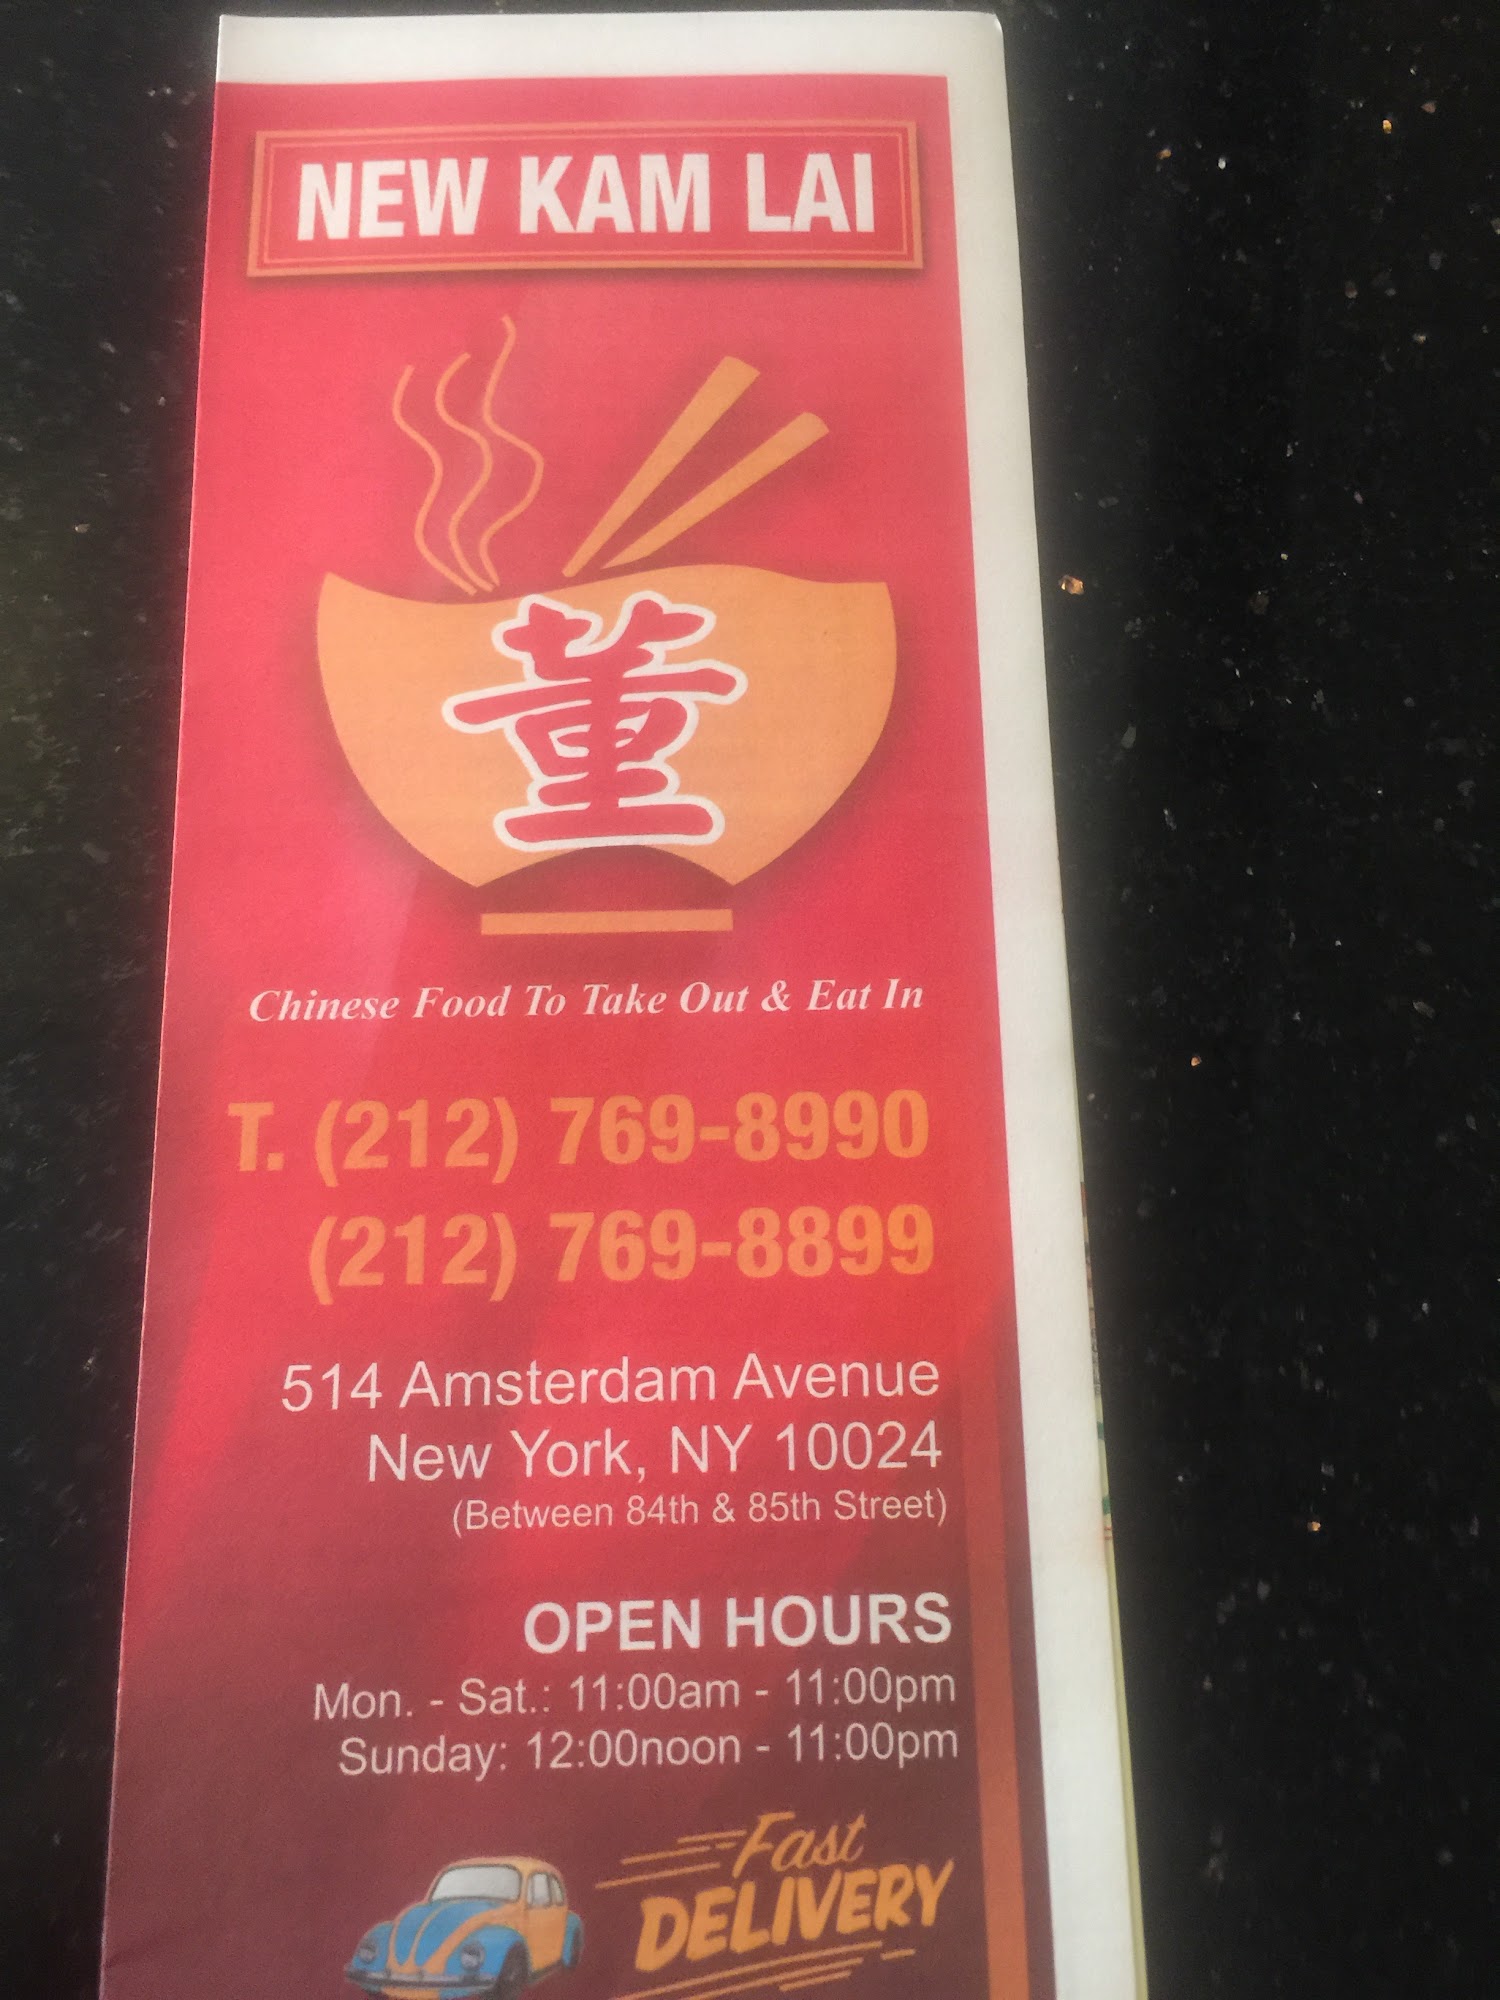 NEW KAM LAI
董
Chinese Food To Take Out & Eat In
T. (212) 769-8990
(212) 769-8899
514 Amsterdam Avenue
New York, NY 10024
(Between 84th & 85th Street)
OPEN HOURS
Mon. - Sat.: 11:00am - 11:00pm
Sunday: 12:00noon - 11:00pm
Fast
DELIVERY